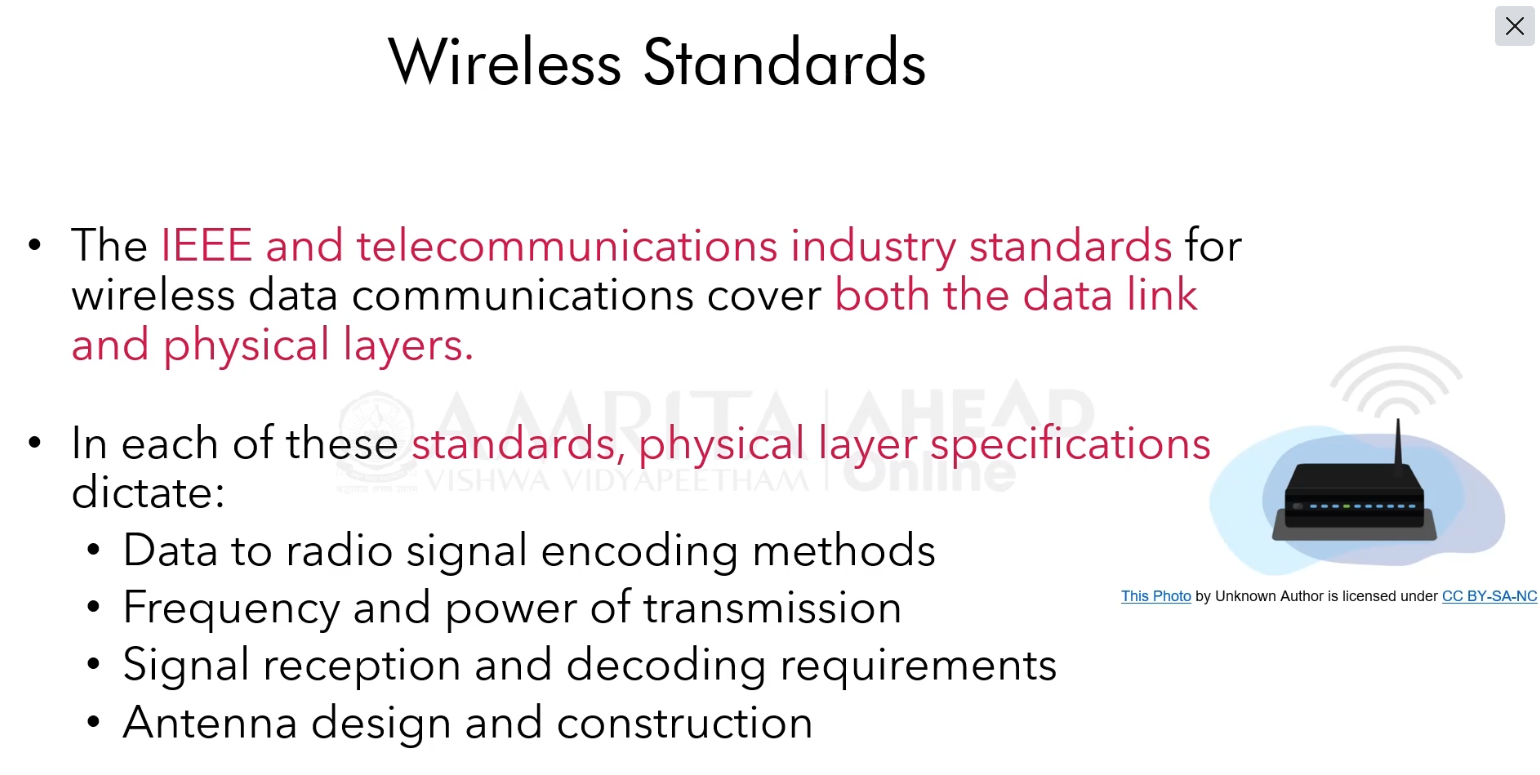 Wireless Standards
• The IEEE and telecommunications industry standards for
wireless data communications cover both the data link
and physical layers.
AMRITA AHEAD
VISHWA VIDYAPEETHAM Online
• In each of these standards, physical layer specifications
dictate:
• Data to radio signal encoding methods
• Frequency and power of transmission
• Signal reception and decoding requirements
• Antenna design and construction
This Photo by Unknown Author is licensed under CC BY-SA-NC